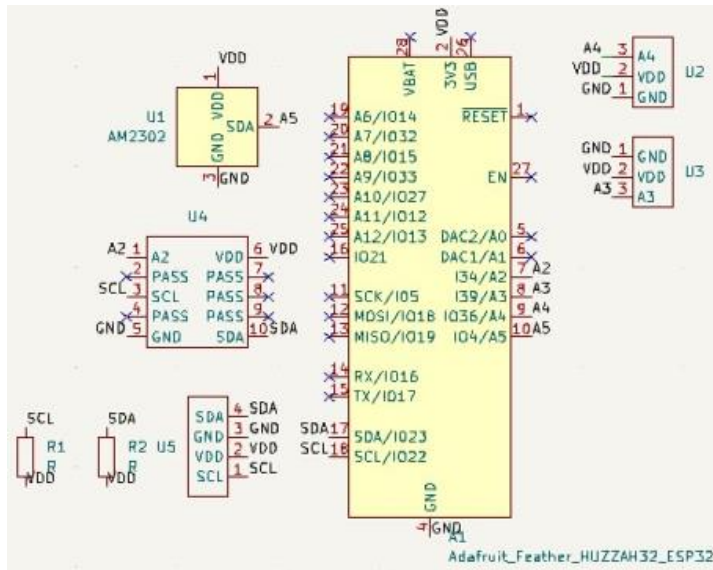 VDD
1
U1
AM2302
VDD
SDA
2
A5
GND
3
GND
U4
A2
1
A2
VDD
6
VDD
2
PASS
PASS
7
SCL
3
SCL
PASS
8
4
PASS
PASS
9
GND
5
GND
SDA
10
SDA
SCL
R1
R
VDD
SDA
R2
R
VDD
U5
SDA
4
SDA
GND
3
GND
VDD
2
VDD
SCL
1
SCL
28
VBAT
VDD
2
3V3
26
USB
19
A6/IO14
20
A7/IO32
21
A8/IO15
22
A9/IO33
23
A10/IO27
24
A11/IO12
25
A12/IO13
16
IO21
11
SCK/IO5
12
MOSI/IO18
13
MISO/IO19
14
RX/IO16
15
TX/IO17
SDA
17
SDA/IO23
SCL
18
SCL/IO22
RESET
1
EN
27
DAC2/A0
5
DAC1/A1
6
I34/A2
7
A2
I39/A3
8
A3
IO36/A4
9
A4
IO4/A5
10
A5
GND
4
GND
A1
Adafruit_Feather_HUZZAH32_ESP32
A4
3
A4
VDD
2
VDD
GND
1
GND
U2
GND
1
GND
VDD
2
VDD
A3
3
A3
U3